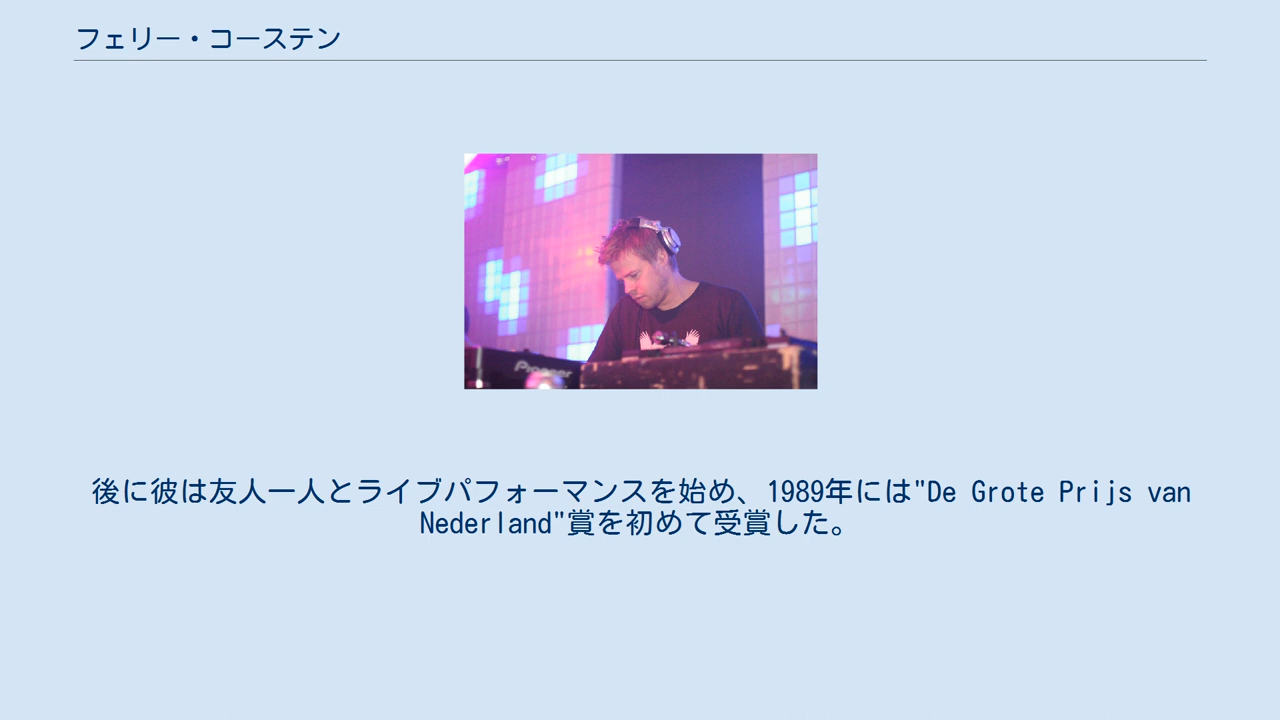 フェリー・コーステン
Pioneer
後に彼は友人一人とライブパフォーマンスを始め、1989年には"De Grote Prijs van
Nederland"賞を初めて受賞した。